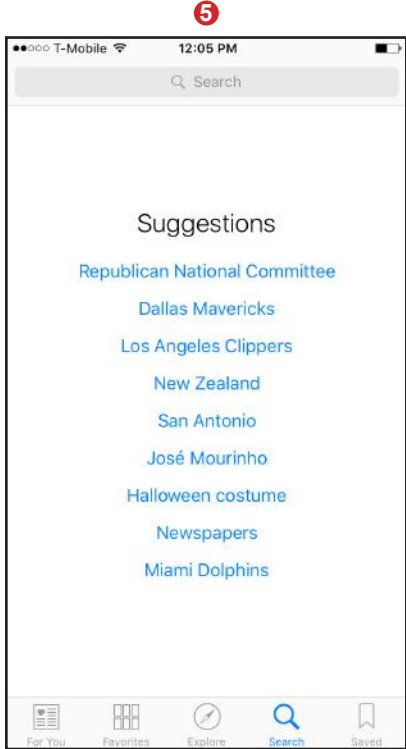 5
T-Mobile 12:05 PM
Search
Suggestions
Republican National Committee
Dallas Mavericks
Los Angeles Clippers
New Zealand
San Antonio
José Mourinho
Halloween costume
Newspapers
Miami Dolphins
For You Favorites Explore Search Saved